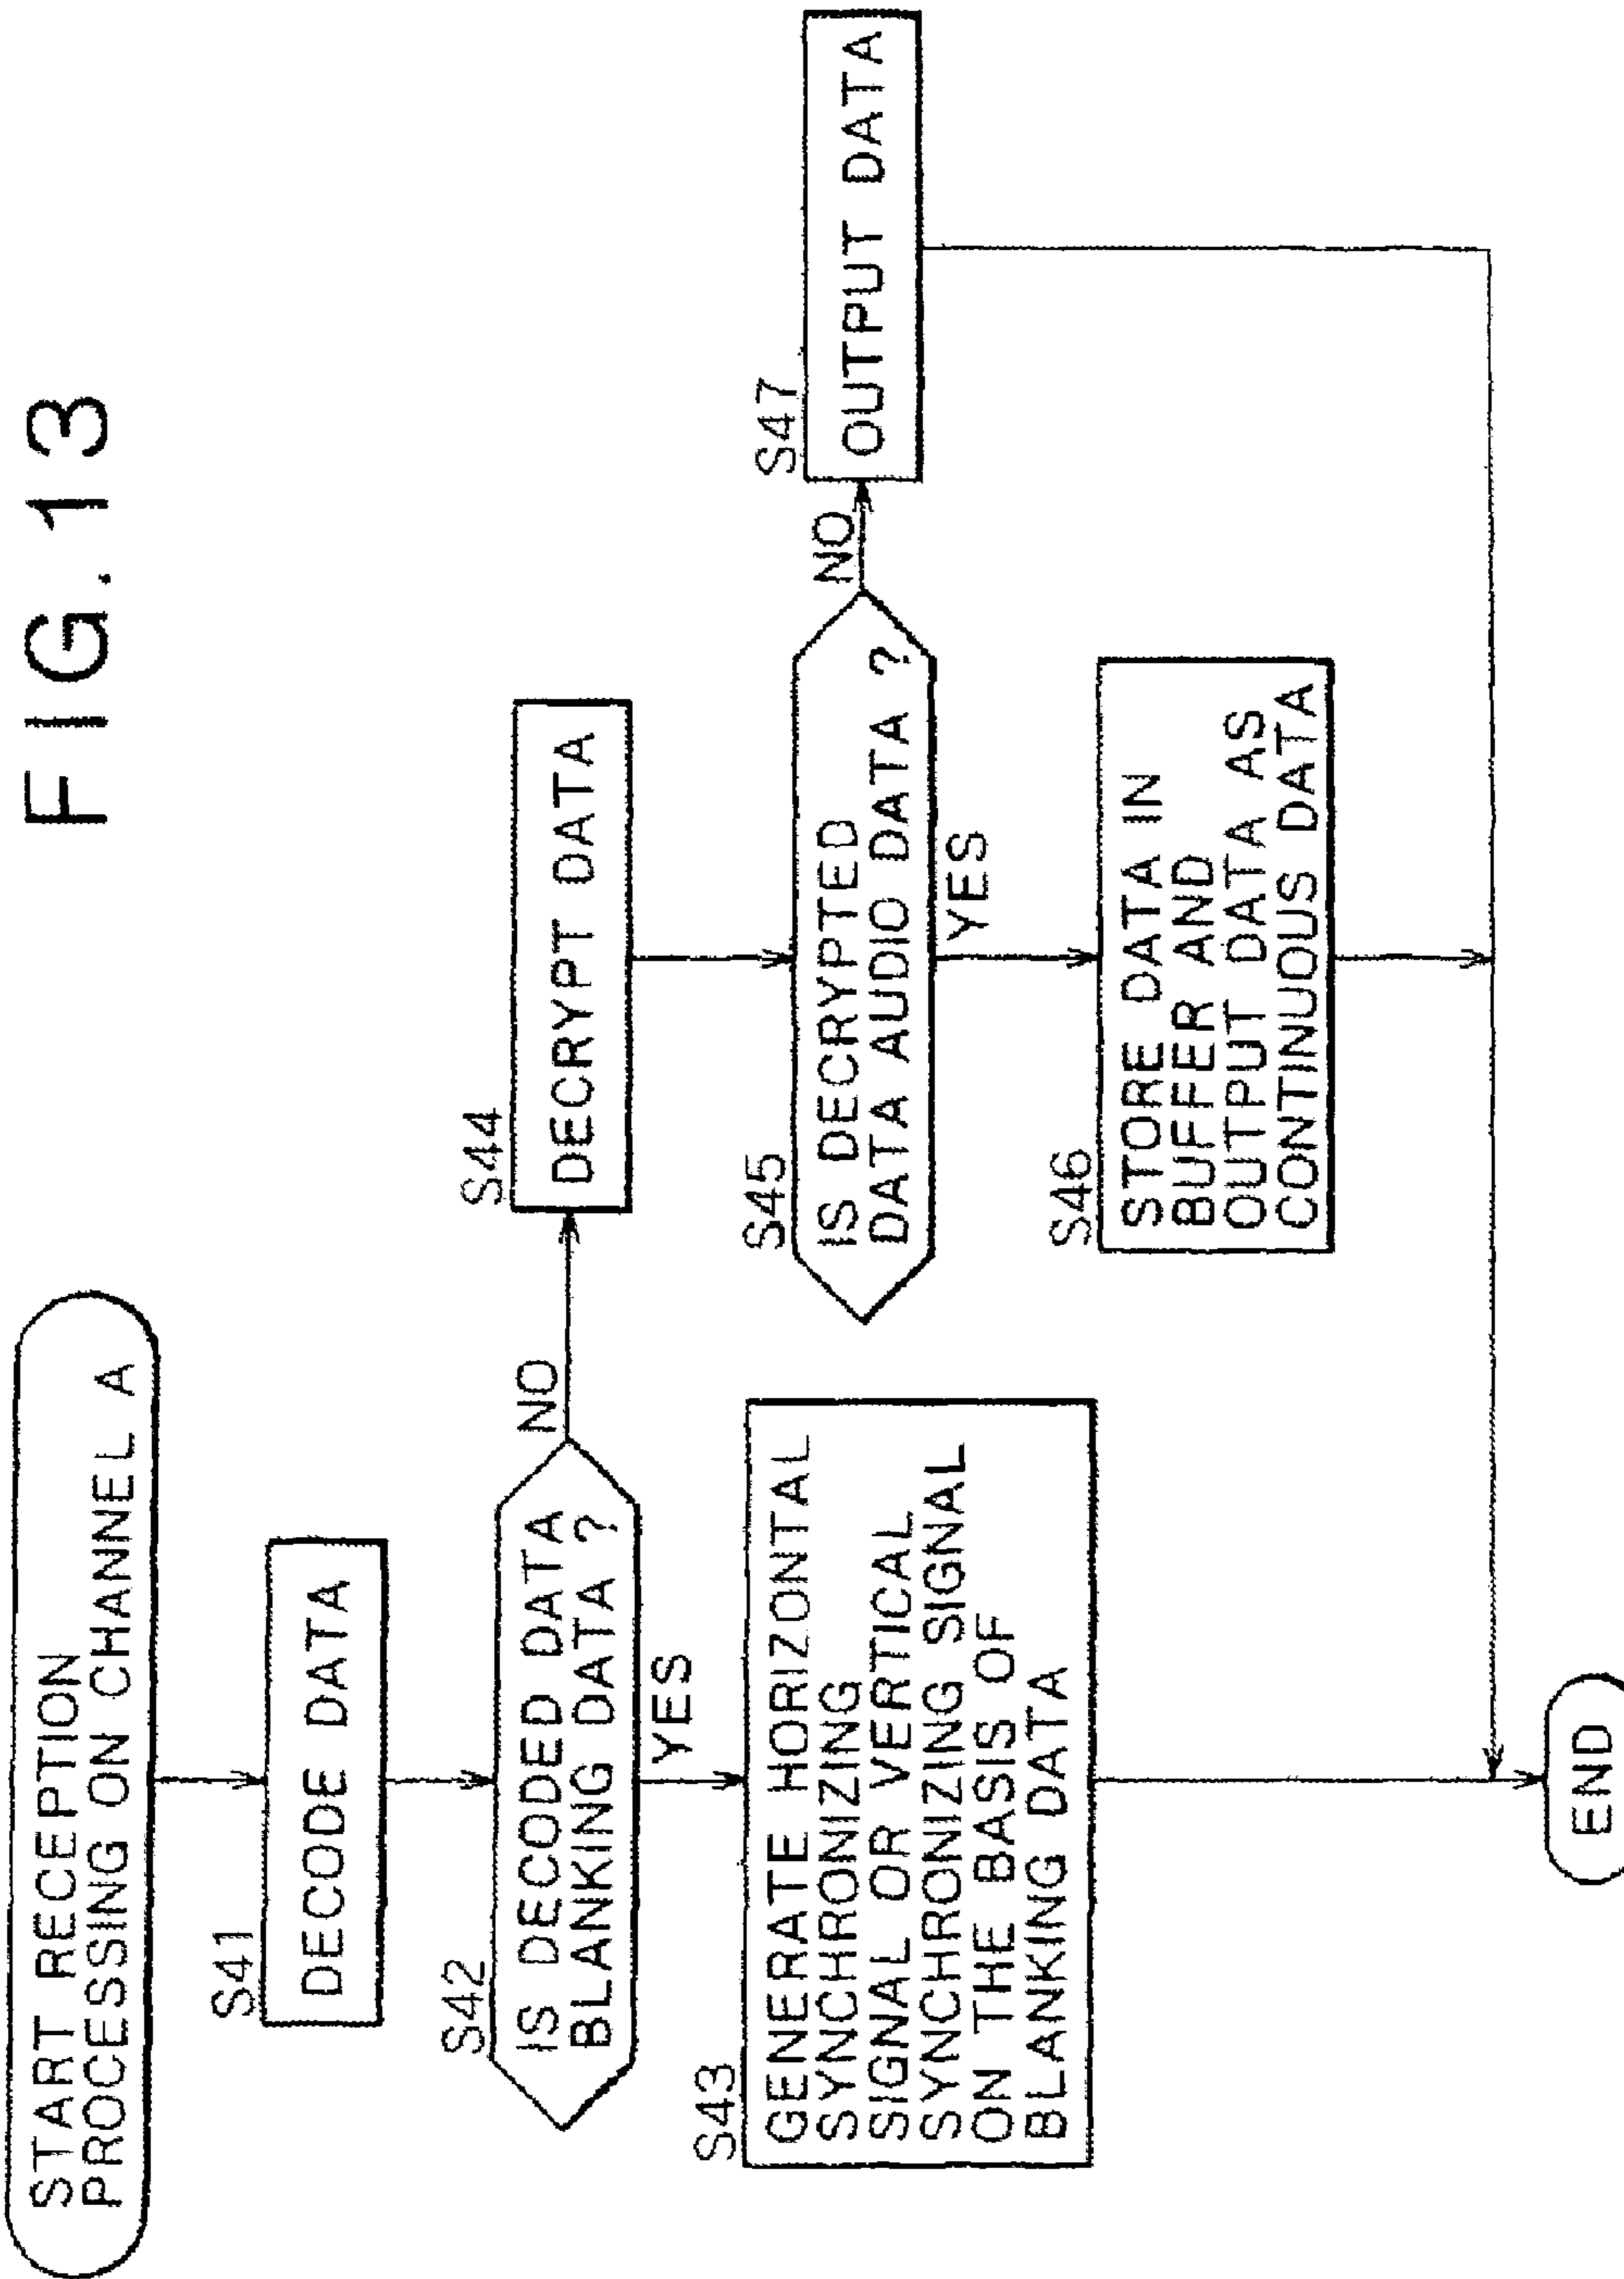 FIG.13
START RECEPTION
PROCESSING ON CHANNEL A
S41
DECODE DATA
S42
IS DECODED DATA
BLANKING DATA ?
NO
YES
S43
GENERATE HORIZONTAL
SYNCHRONIZING
SIGNAL OR VERTICAL
SYNCHRONIZING SIGNAL
ON THE BASIS OF
BLANKING DATA
S44
DECRYPT DATA
S45
IS DECRYPTED
DATA AUDIO DATA ?
NO
YES
S46
STORE DATA IN
BUFFER AND
OUTPUT DATA AS
CONTINUOUS DATA
S47
OUTPUT DATA
END